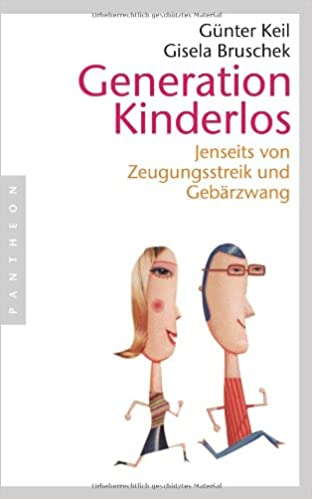 Urheberrechtlich geschütztes Material
Günter Keil
Gisela Bruschek
Generation
Kinderlos
Jenseits von
Zeugungsstreik und
Gebärzwang
PANTHEON
Urheberrechtlich geschütztes Material